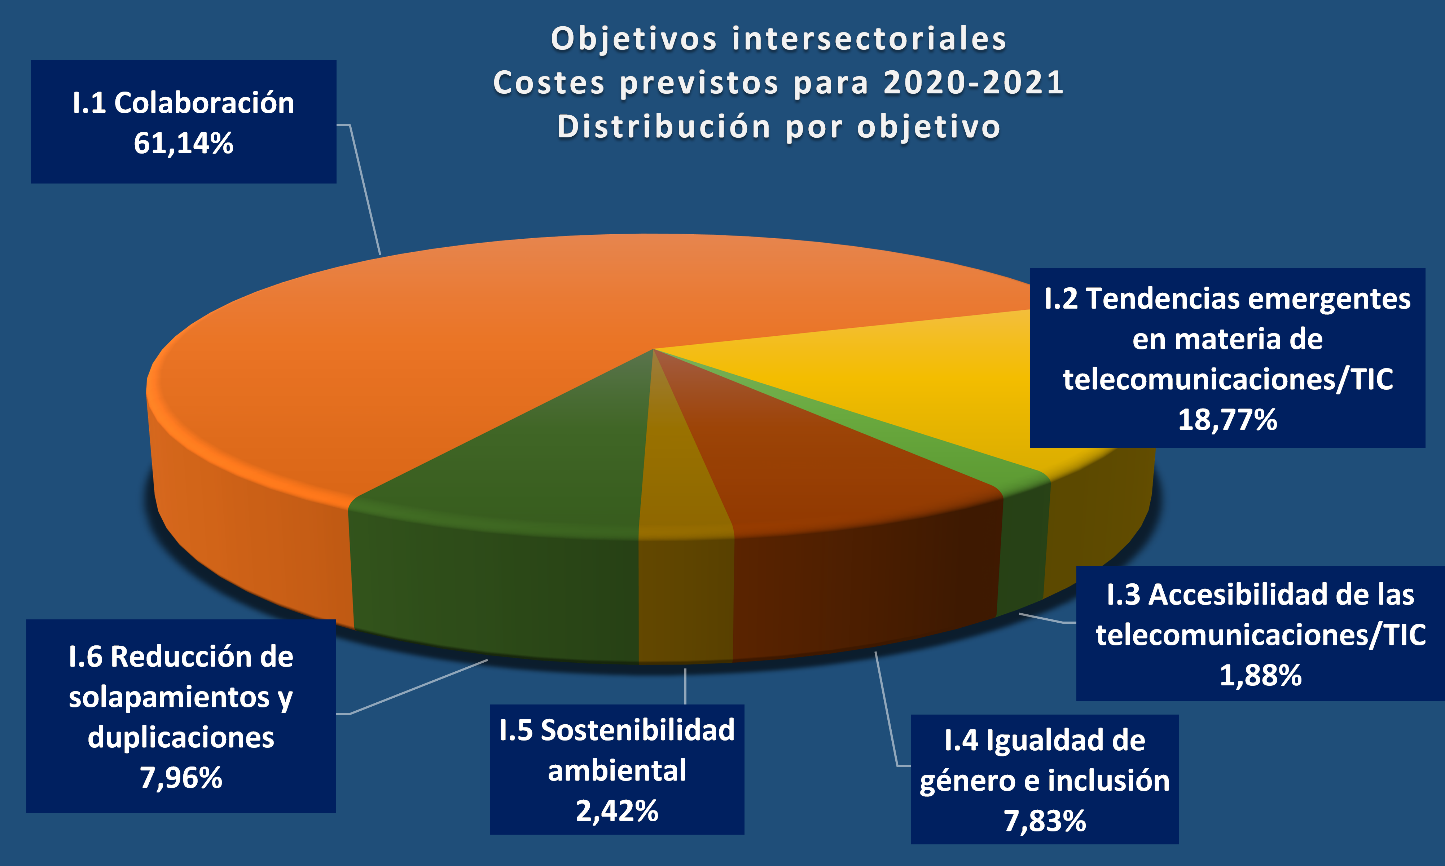 Objetivos intersectoriales
Costes previstos para 2020-2021
Distribución por objetivo
I.1 Colaboración
61,14%
I.2 Tendencias emergentes
en materia de
telecomunicaciones/TIC
18,77%
I.3 Accesibilidad de las
telecomunicaciones/TIC
1,88%
I.4 Igualdad de
género e inclusión
7,83%
I.5 Sostenibilidad
ambiental
2,42%
I.6 Reducción de
solapamientos y
duplicaciones
7,96%